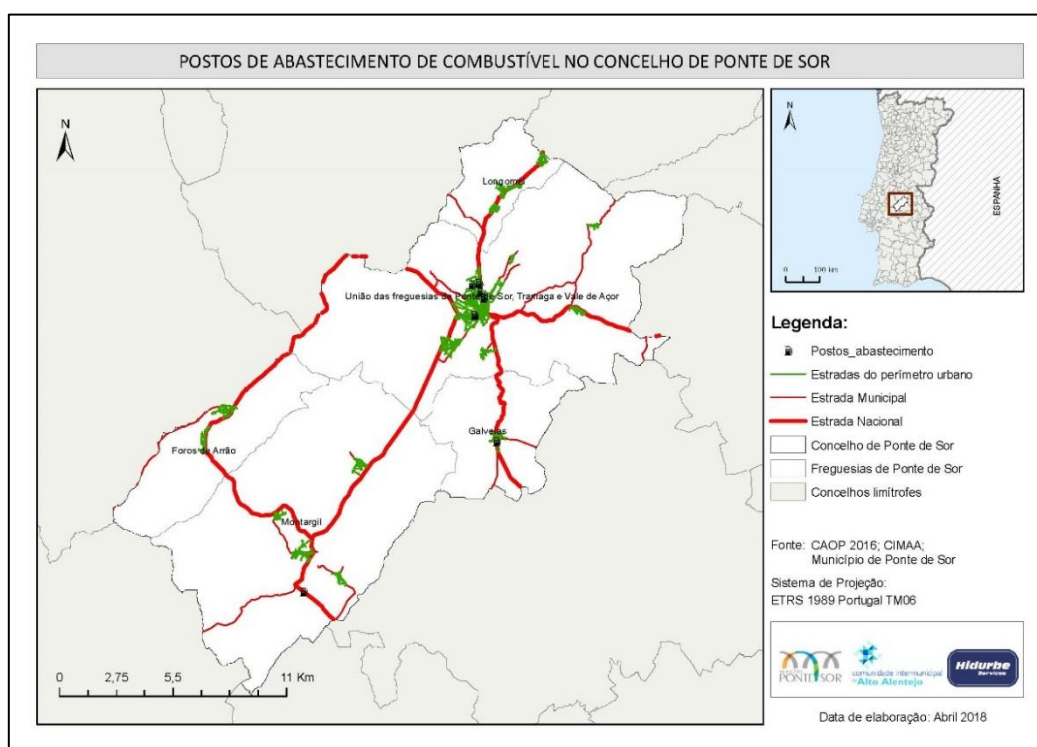 POSTOS DE ABASTECIMENTO DE COMBUSTÍVEL NO CONCELHO DE PONTE DE SOR
N
Longomel
União das freguesias de Ponte de Sor, Tramaga e Vale de Açor
Galveias
Foros de Arrão
Montargil
0 2,75 5,5 11 Km
N
ESPANHA
0 100 km
Legenda:
Postos_abastecimento
Estradas do perímetro urbano
Estrada Municipal
Estrada Nacional
Concelho de Ponte de Sor
Freguesias de Ponte de Sor
Concelhos limítrofes
Fonte: CAOP 2016; CIMAA;
Município de Ponte de Sor
Sistema de Projeção:
ETRS 1989 Portugal TM06
PONTE SOR
comunidade intermunicipal
Alto Alentejo
Hidurbe
Services
Data de elaboração: Abril 2018